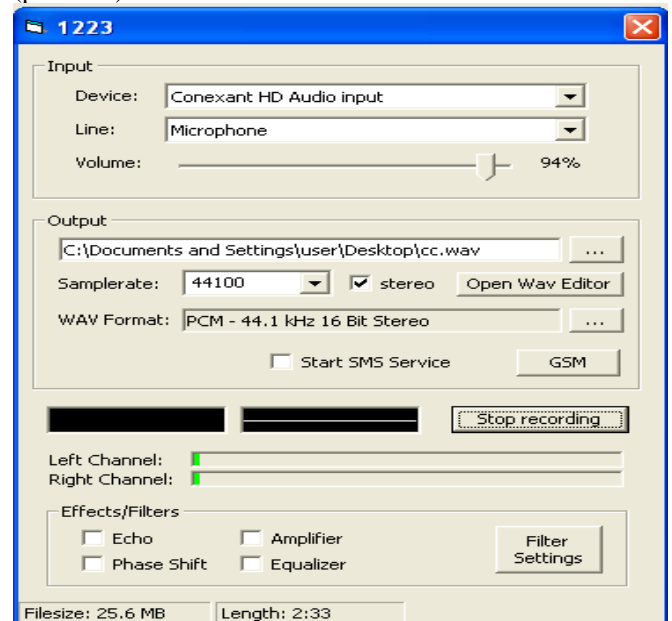 1223
Input
Device: Conexant HD Audio input
Line: Microphone
Volume: 94%
Output
C:\Documents and Settings\user\Desktop\cc.wav ...
Samplerate: 44100 stereo Open Wav Editor
WAV Format: PCM - 44.1 kHz 16 Bit Stereo ...
Start SMS Service GSM
Stop recording
Left Channel:
Right Channel:
Effects/Filters
Echo Amplifier
Phase Shift Equalizer
Filter
Settings
Filesize: 25.6 MB Length: 2:33